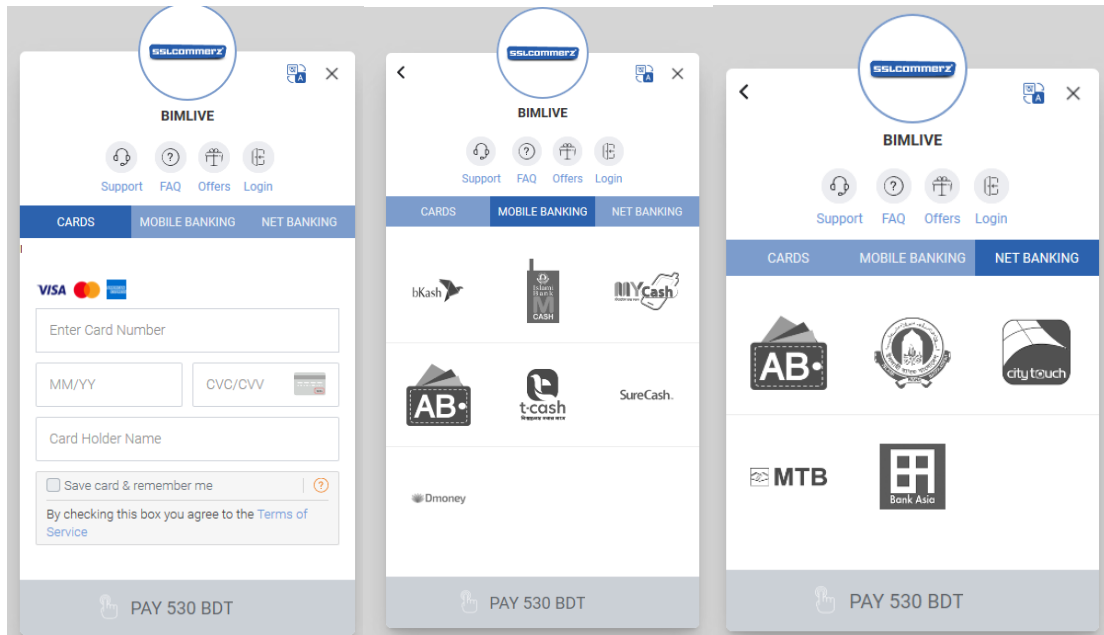 SSLCOMMERZ
BIMLIVE
Support FAQ Offers Login
CARDS MOBILE BANKING NET BANKING
VISA
Enter Card Number
MM/YY CVC/CVV
Card Holder Name
Save card & remember me ?
By checking this box you agree to the Terms of
Service
PAY 530 BDT
SSLCOMMERZ
BIMLIVE
Support FAQ Offers Login
CARDS MOBILE BANKING NET BANKING
bKash
Islami
Bank
M
CASH
MYCash
AB
t-cash
SureCash.
Dmoney
PAY 530 BDT
SSLCOMMERZ
BIMLIVE
Support FAQ Offers Login
CARDS MOBILE BANKING NET BANKING
AB
city touch
MTB
Bank Asia
PAY 530 BDT